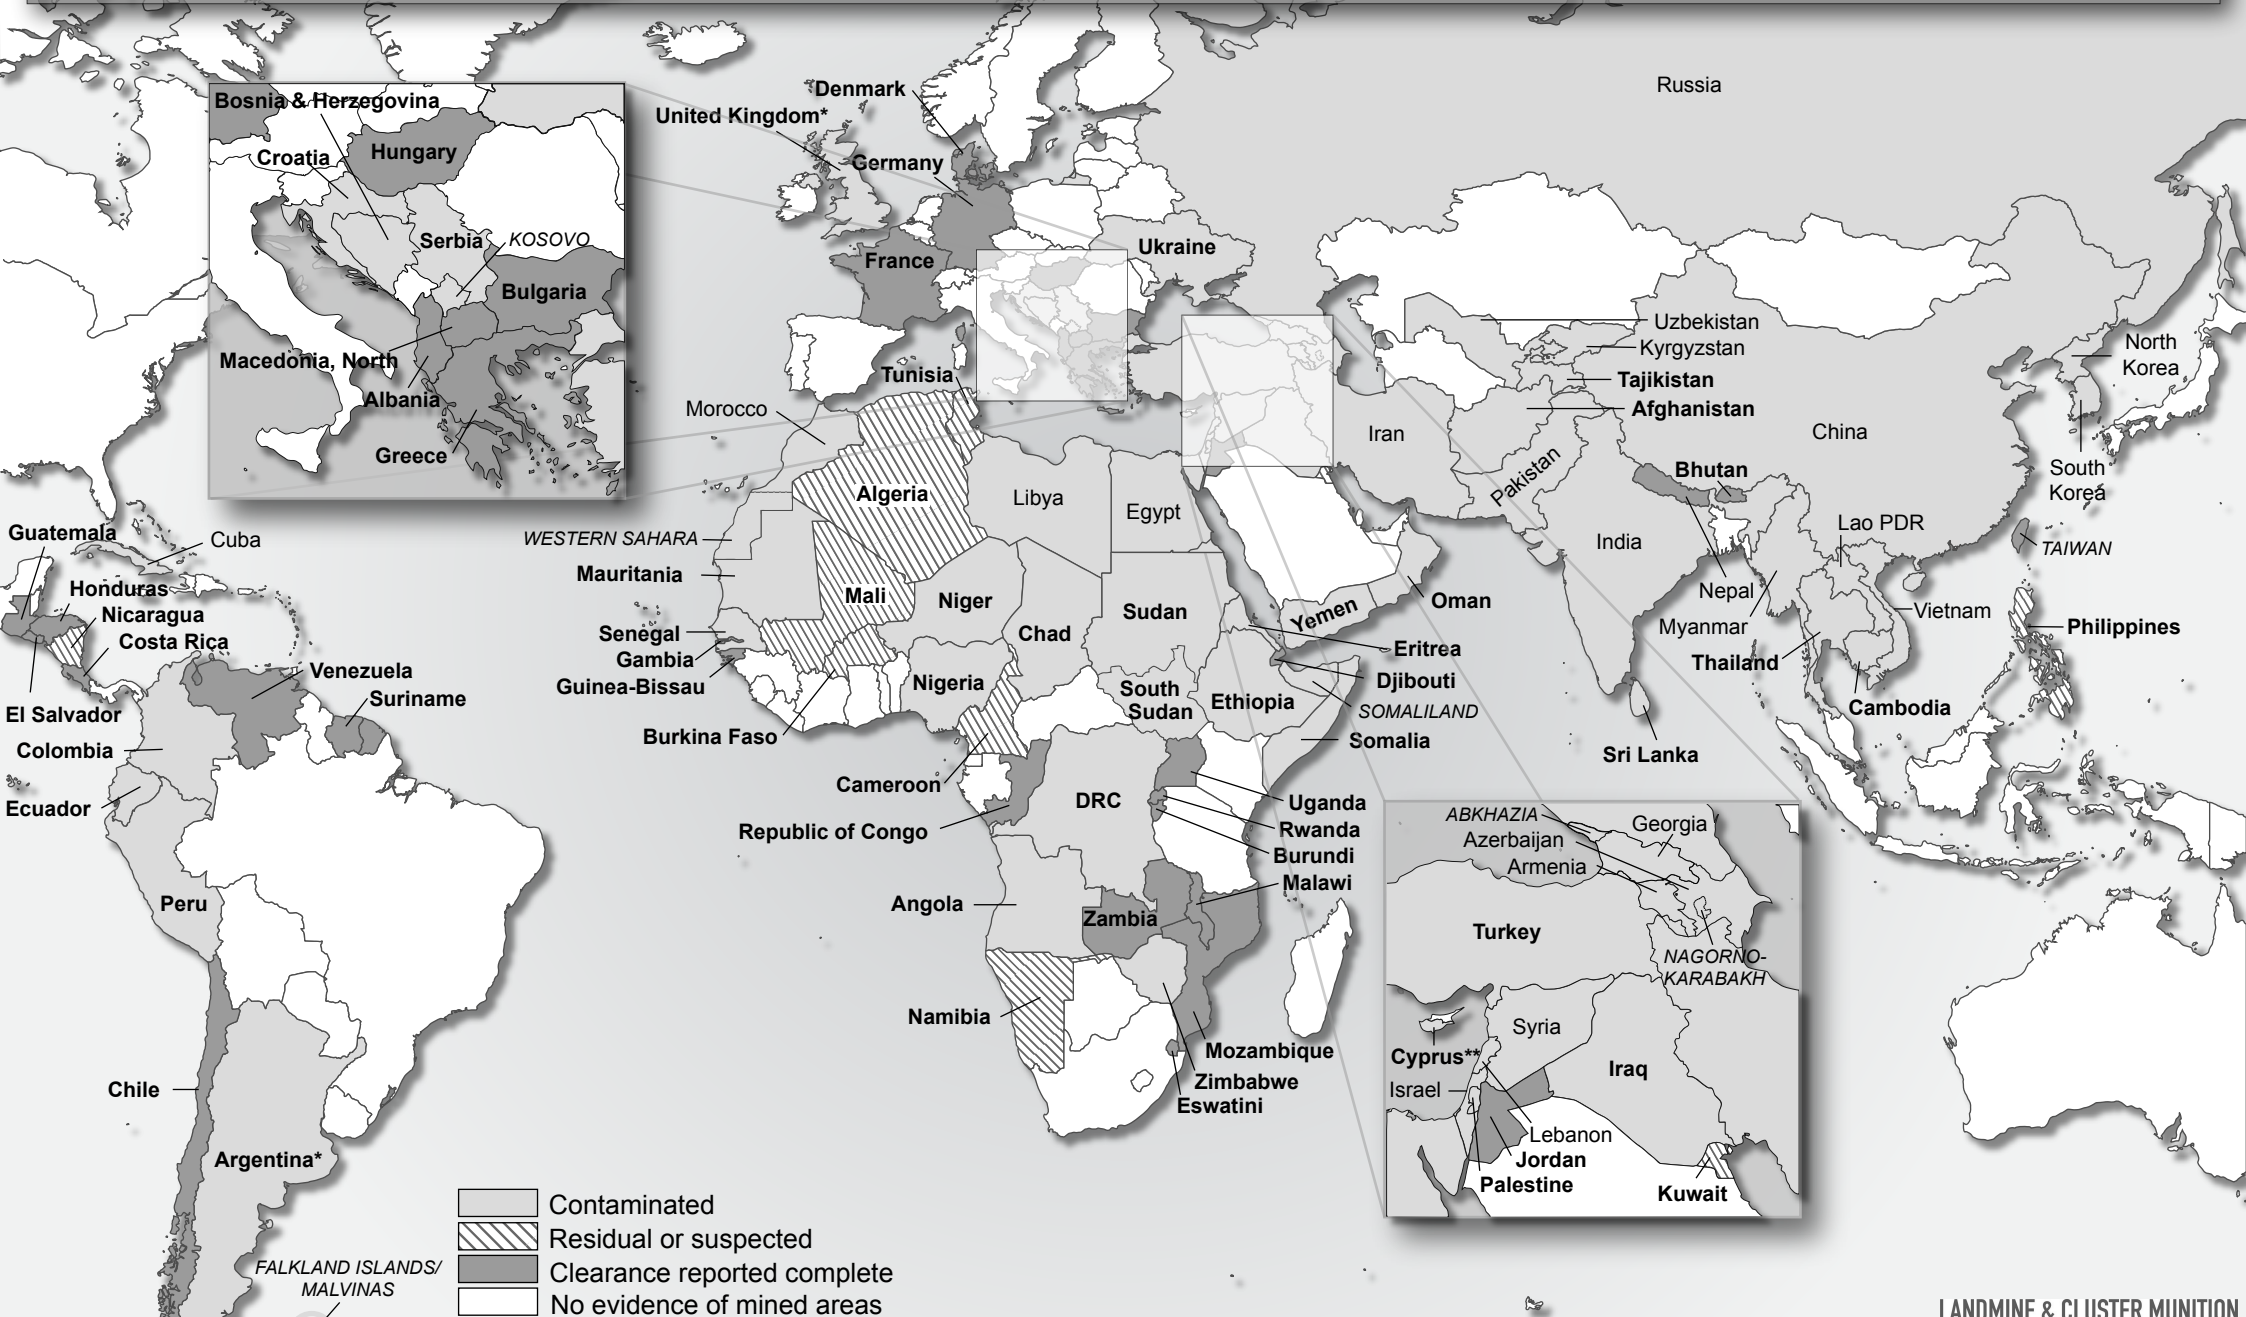 Russia
Denmark
United Kingdom*
Germany
Ukraine
France
Bosnia & Herzegovina
Croatia
Hungary
Serbia
KOSOVO
Bulgaria
Macedonia, North
Albania
Greece
Tunisia
Morocco
Algeria
Libya
Egypt
WESTERN SAHARA
Mauritania
Mali
Niger
Chad
Sudan
Senegal
Gambia
Guinea-Bissau
Burkina Faso
Nigeria
Cameroon
Republic of Congo
South
Sudan
Ethiopia
Eritrea
Djibouti
SOMALILAND
Somalia
DRC
Uganda
Rwanda
Burundi
Malawi
Angola
Zambia
Namibia
Mozambique
Zimbabwe
Eswatini
Yemen
Oman
Iran
Uzbekistan
Kyrgyzstan
Tajikistan
Afghanistan
Pakistan
China
North
Korea
South
Korea
Bhutan
India
Nepal
Myanmar
Lao PDR
TAIWAN
Vietnam
Thailand
Cambodia
Philippines
Sri Lanka
Guatemala
Cuba
Honduras
Nicaragua
Costa Rica
Venezuela
Suriname
El Salvador
Colombia
Ecuador
Peru
Chile
Argentina*
FALKLAND ISLANDS/
MALVINAS
ABKHAZIA
Georgia
Azerbaijan
Armenia
Turkey
NAGORNO-
KARABAKH
Syria
Cyprus**
Iraq
Israel
Lebanon
Jordan
Palestine
Kuwait
Contaminated
Residual or suspected
Clearance reported complete
No evidence of mined areas
LANDMINE & CLUSTER MUNITION